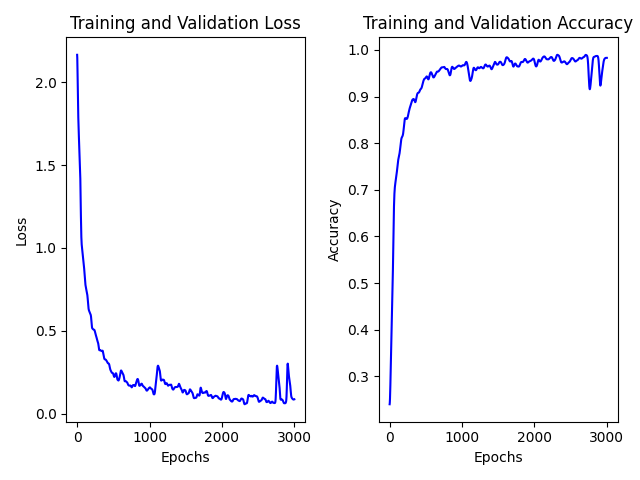 Training and Validation Loss
2.0
1.5
1.0
0.5
0.0
Loss
0 1000 2000 3000
Epochs
Training and Validation Accuracy
1.0
0.9
0.8
0.7
0.6
0.5
0.4
0.3
Accuracy
0 1000 2000 3000
Epochs